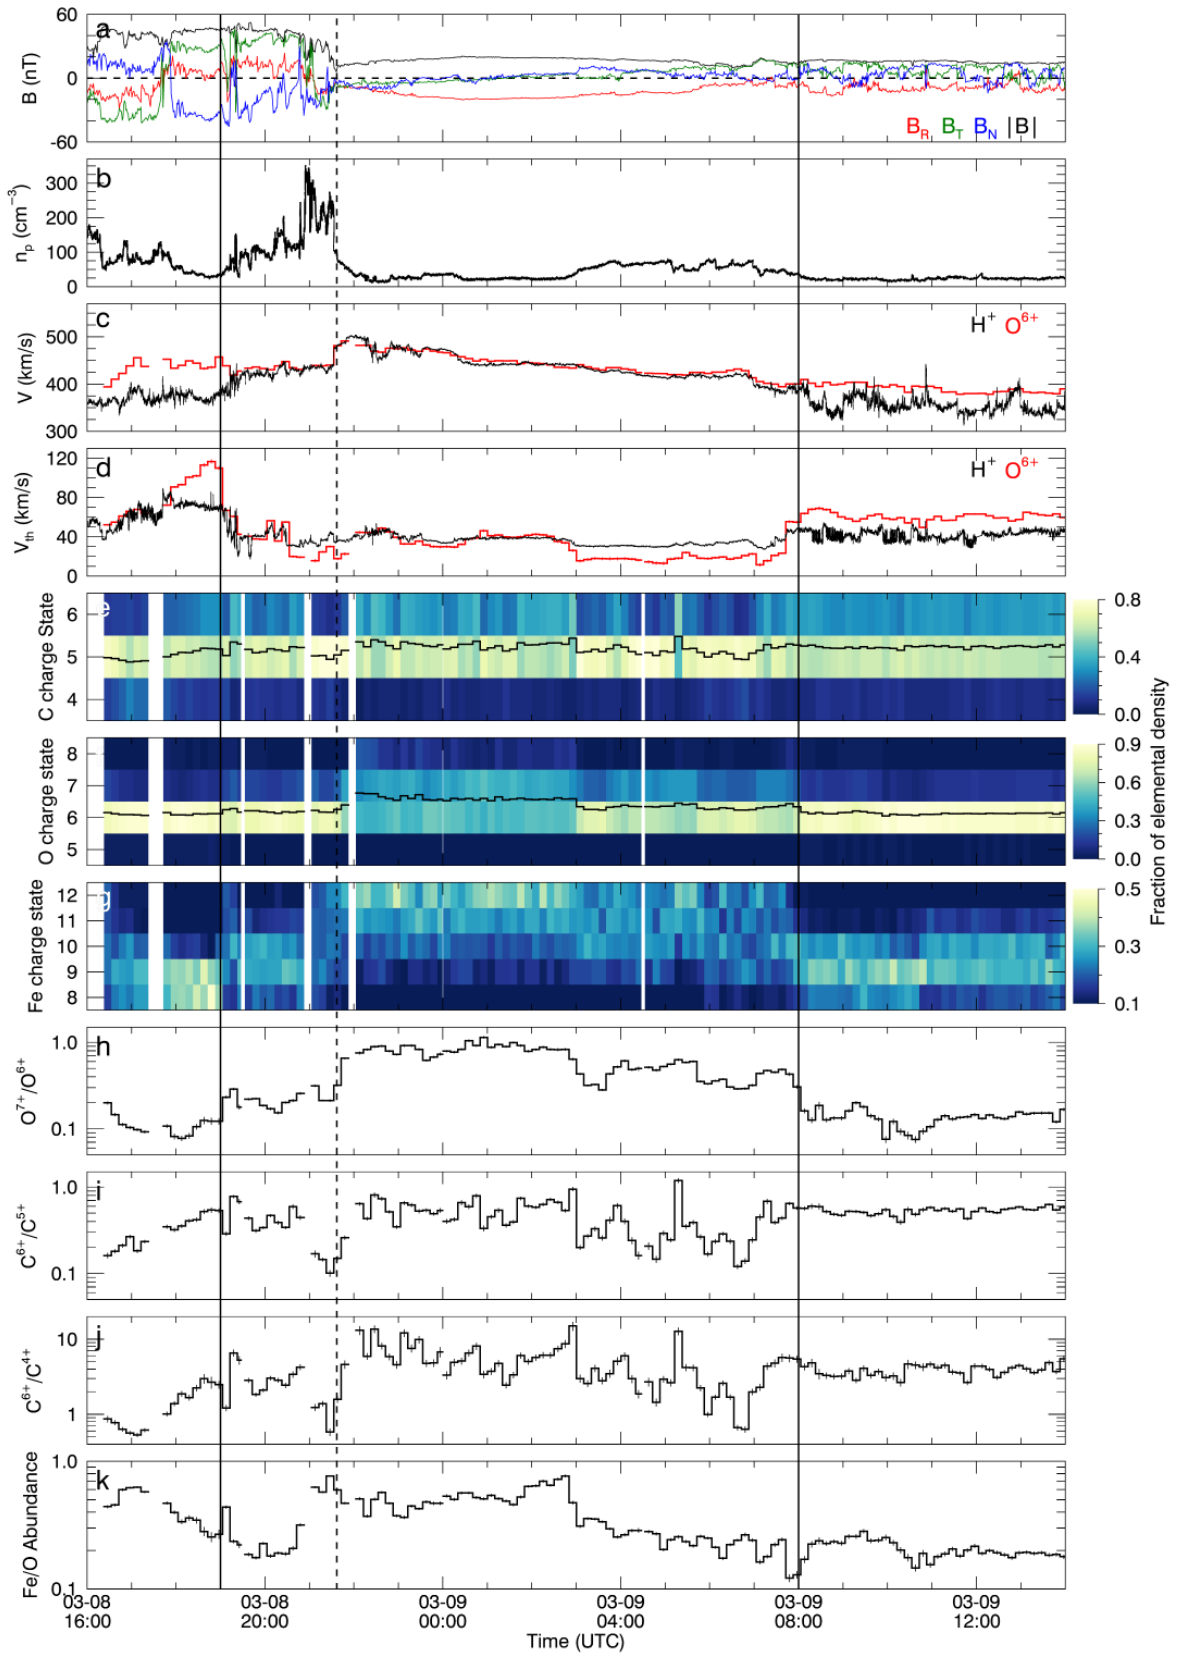 a
60
0
-60
B (nT)
B_R B_T B_N |B|
b
300
200
100
0
n_p (cm^-3)
c
500
400
300
V (km/s)
H^+ O^6+
d
120
80
40
0
V_th (km/s)
H^+ O^6+
e
6
5
4
C charge State
0.8
0.4
0.0
8
7
6
5
O charge state
0.9
0.6
0.3
0.0
g
12
11
10
9
8
Fe charge state
0.5
0.3
0.1
Fraction of elemental density
h
1.0
0.1
O^7+/O^6+
i
1.0
0.1
C^6+/C^5+
j
10
1
C^6+/C^4+
k
1.0
0.1
Fe/O Abundance
03-08 03-08 03-09 03-09 03-09 03-09
16:00 20:00 00:00 04:00 08:00 12:00
Time (UTC)